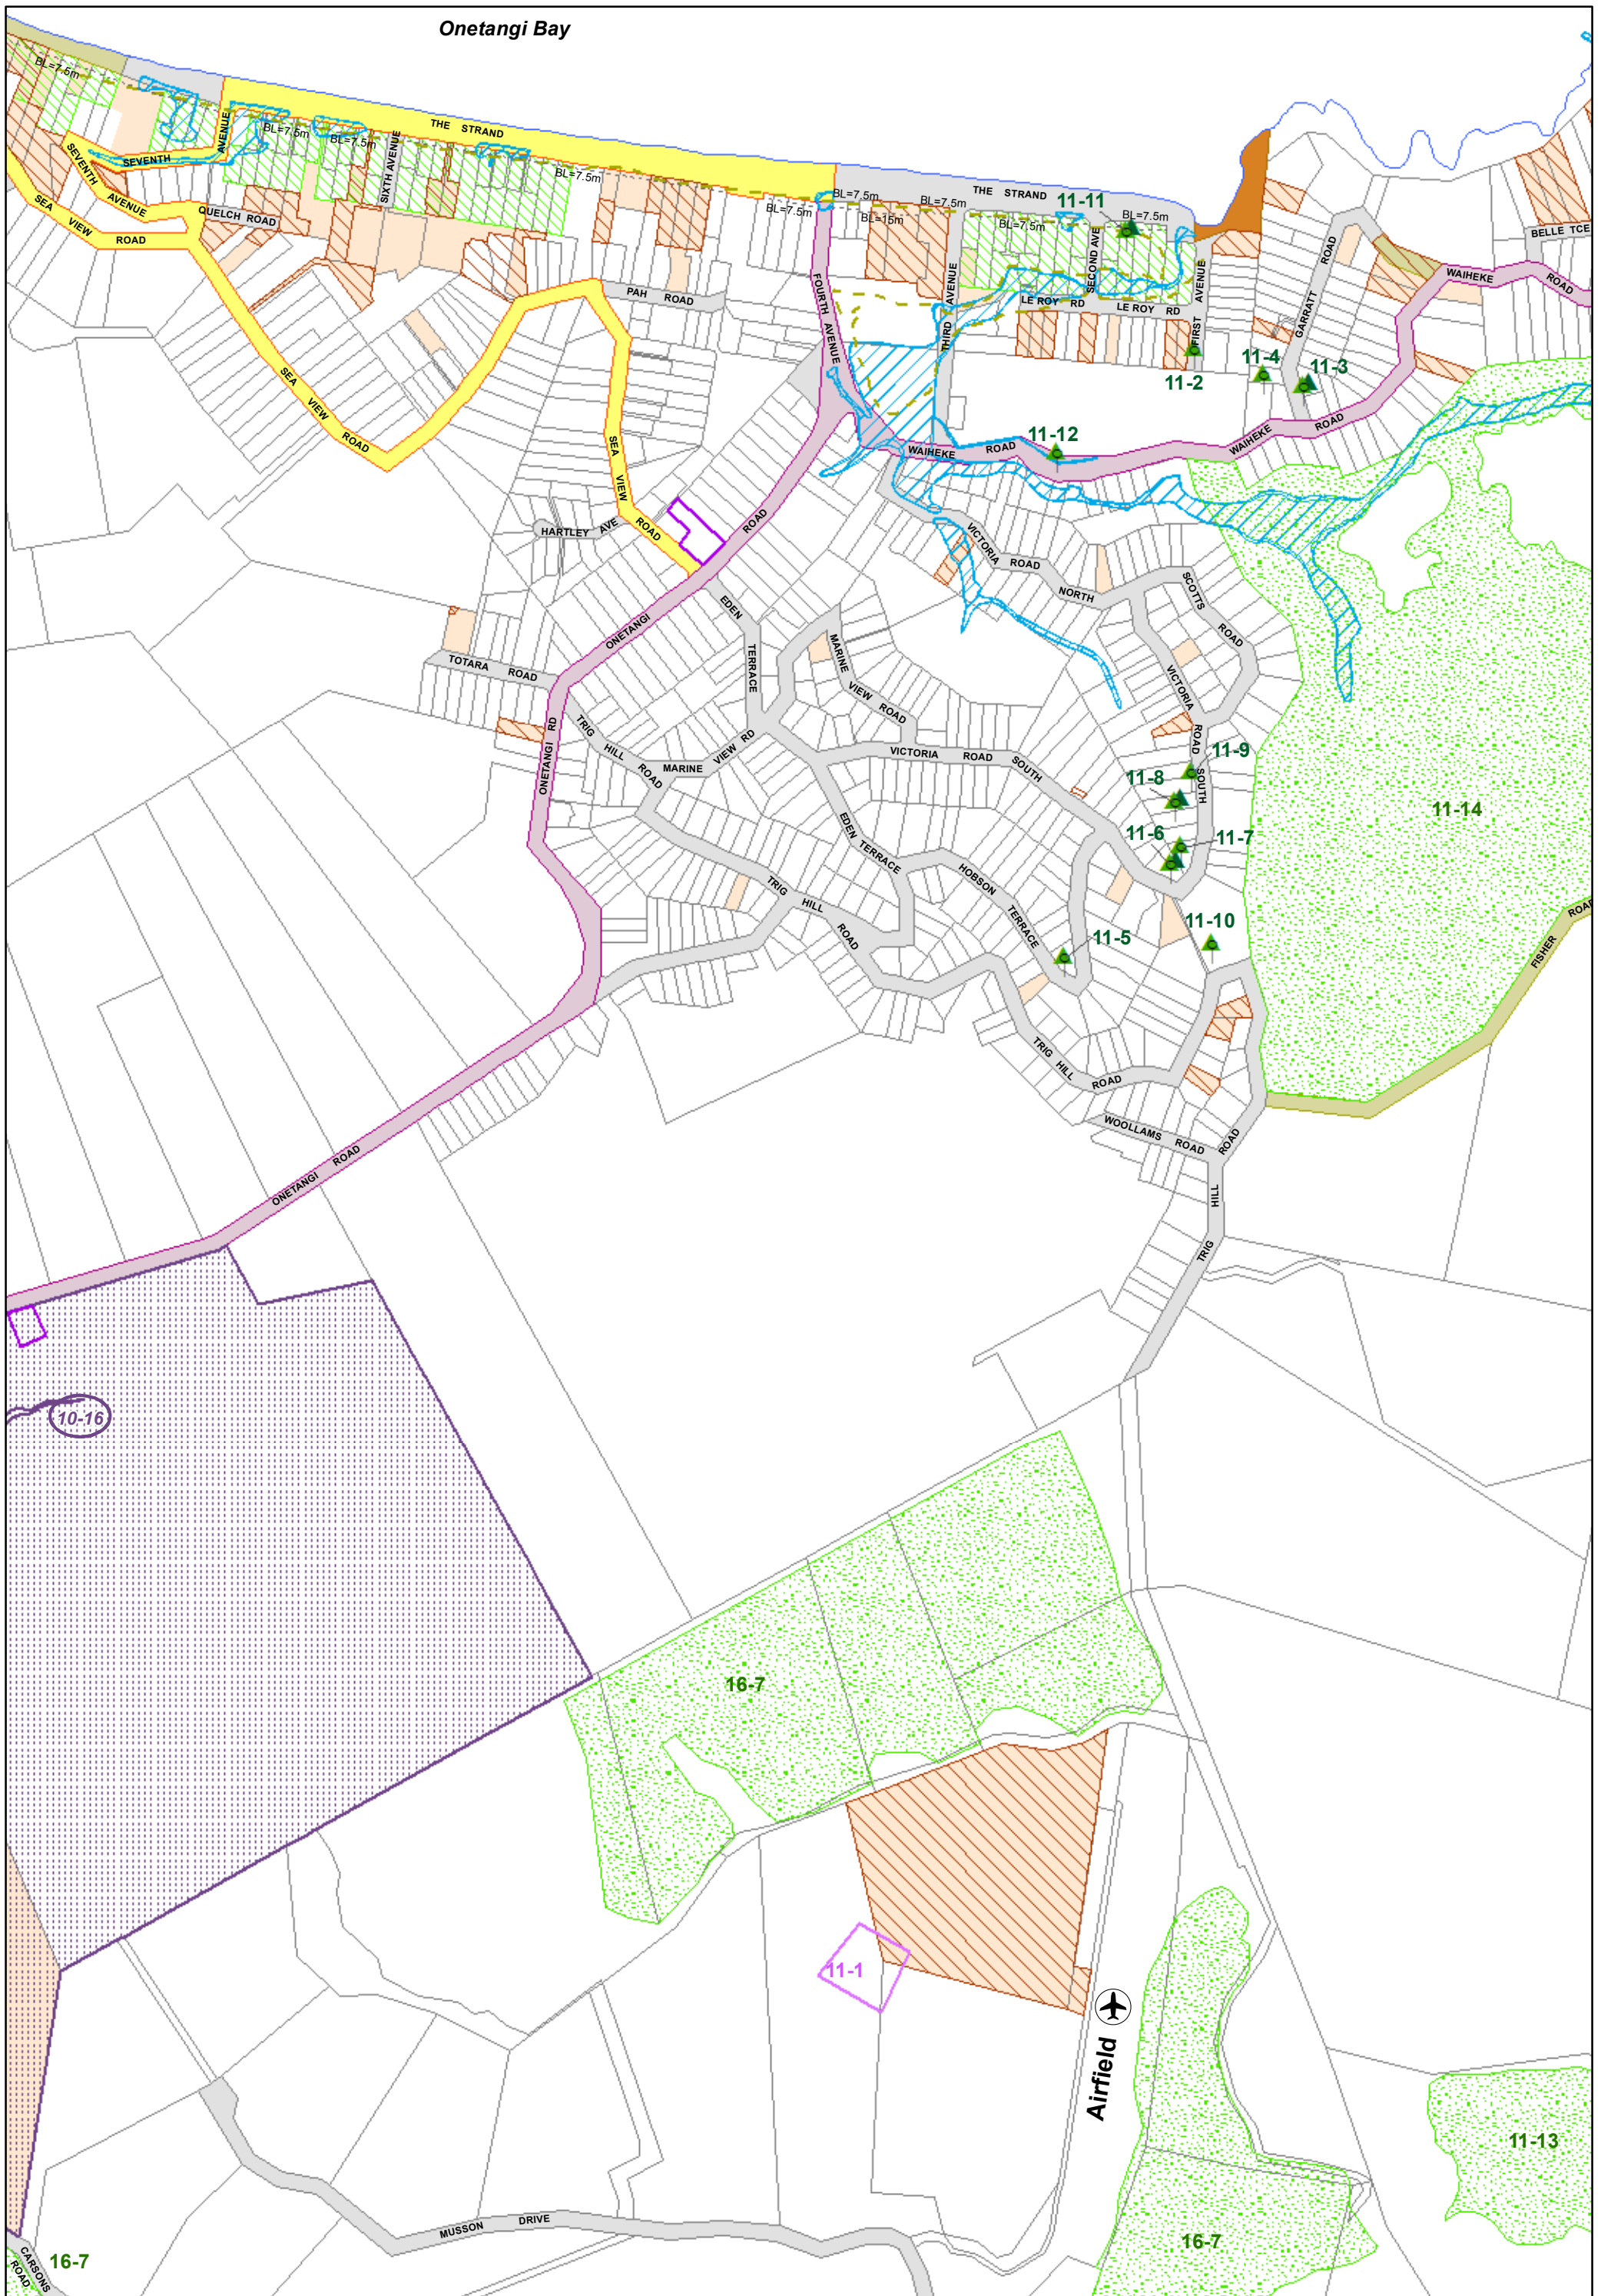 Onetangi Bay
BL=7.5m
THE STRAND
SEVENTH AVENUE
BL=7.5m
BL=7.5m
SIXTH AVENUE
BL=7.5m
SEVENTH AVENUE
QUELCH ROAD
SEA VIEW ROAD
BL=7.5m
BL=7.5m
BL=15m
BL=7.5m
THE STRAND
11-11
BL=7.5m
BL=7.5m
SECOND AVE
FIRST AVENUE
THIRD AVENUE
FOURTH AVENUE
LE ROY RD
LE ROY RD
PAH ROAD
GARRATT ROAD
BELLE TCE
WAIHEKE ROAD
11-2
11-4
11-3
SEA VIEW ROAD
SEA VIEW ROAD
11-12
WAIHEKE ROAD
WAIHEKE ROAD
HARTLEY AVE
ROAD
VICTORIA ROAD NORTH
SCOTTS ROAD
EDEN TERRACE
ONETANGI
MARINE VIEW ROAD
TOTARA ROAD
VICTORIA ROAD SOUTH
ONETANGI RD
TRIG HILL ROAD
MARINE VIEW RD
VICTORIA ROAD SOUTH
11-9
11-8
11-14
EDEN TERRACE
11-6
11-7
HOBSON TERRACE
TRIG HILL ROAD
11-10
11-5
FISHER ROAD
TRIG HILL ROAD
WOOLLAMS ROAD
ONETANGI ROAD
TRIG HILL ROAD
10-16
16-7
11-1
Airfield
11-13
MUSSON DRIVE
16-7
16-7
CARSONS ROAD